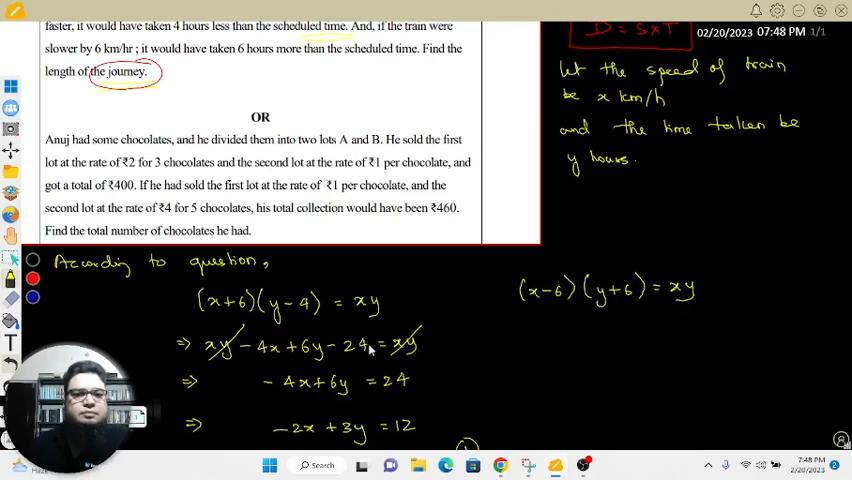 faster, it would have taken 4 hours less than the scheduled time. And, if the train were
slower by 6 km/hr ; it would have taken 6 hours more than the scheduled time. Find the
length of the journey.
OR
Anuj had some chocolates, and he divided them into two lots A and B. He sold the first
lot at the rate of ₹2 for 3 chocolates and the second lot at the rate of ₹1 per chocolate, and
got a total of ₹400. If he had sold the first lot at the rate of ₹1 per chocolate, and the
second lot at the rate of ₹4 for 5 chocolates, his total collection would have been ₹460.
Find the total number of chocolates he had.
D = S x T
02/20/2023 07:48 PM 1/1
let the speed of train
be x km/h
and the time taken be
y hours.
According to question,
(x+6)(y-4) = xy
⇒ xy - 4x + 6y - 24 = xy
⇒ - 4x + 6y = 24
⇒ - 2x + 3y = 12
(x-6)(y+6) = xy
Search
7:48 PM
2/20/2023